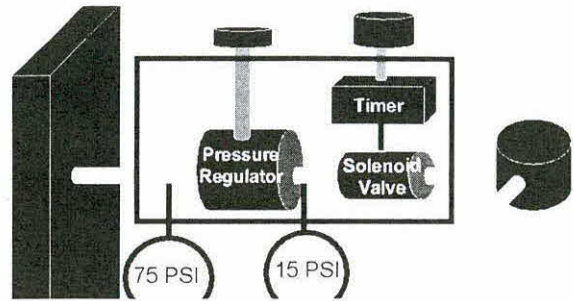 Timer
Pressure
Regulator
Solenoid
Valve
75 PSI
15 PSI